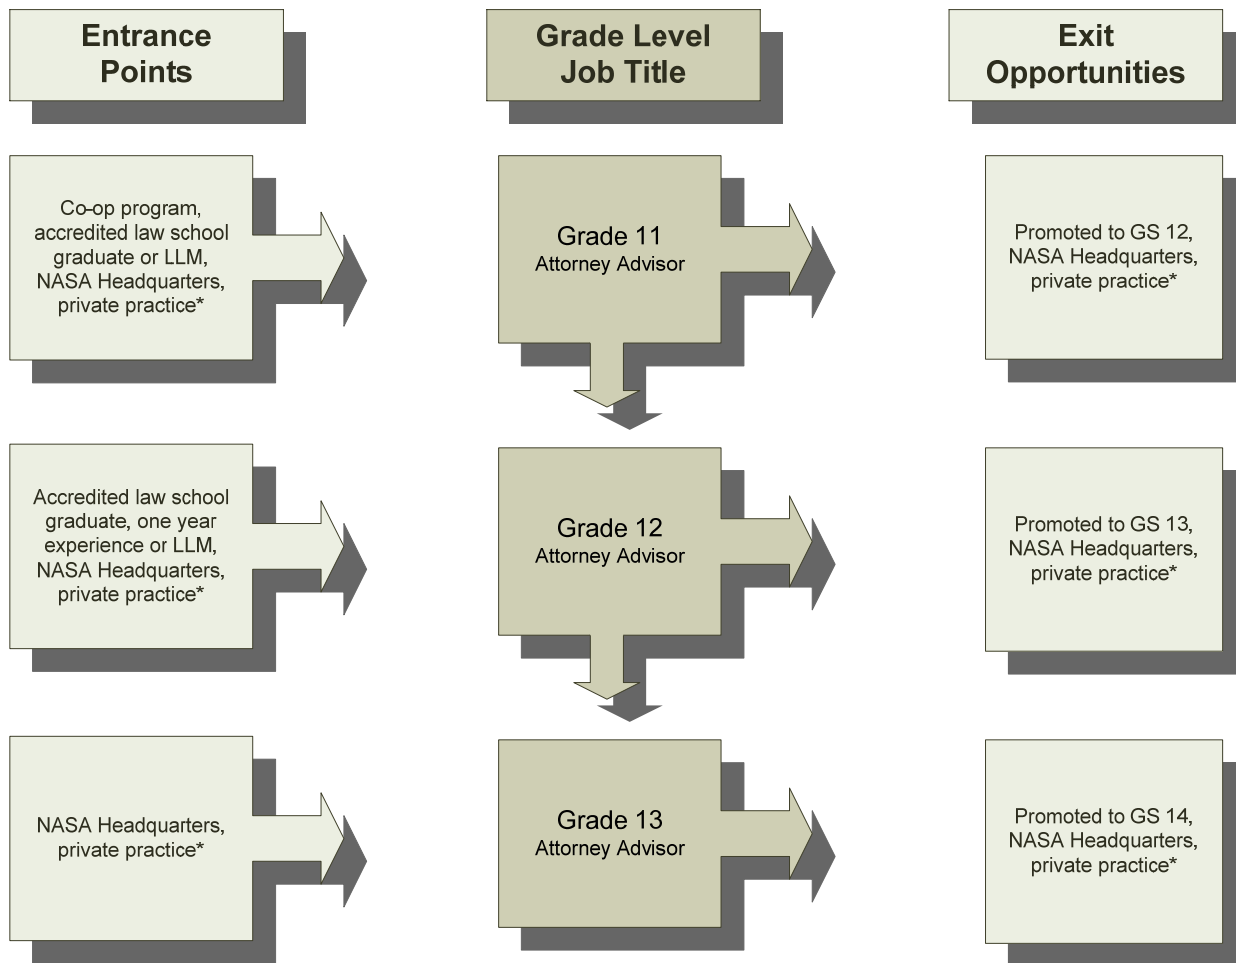 Entrance
Points
Grade Level
Job Title
Exit
Opportunities
Co-op program,
accredited law school
graduate or LLM,
NASA Headquarters,
private practice*
Grade 11
Attorney Advisor
Promoted to GS 12,
NASA Headquarters,
private practice*
Accredited law school
graduate, one year
experience or LLM,
NASA Headquarters,
private practice*
Grade 12
Attorney Advisor
Promoted to GS 13,
NASA Headquarters,
private practice*
NASA Headquarters,
private practice*
Grade 13
Attorney Advisor
Promoted to GS 14,
NASA Headquarters,
private practice*